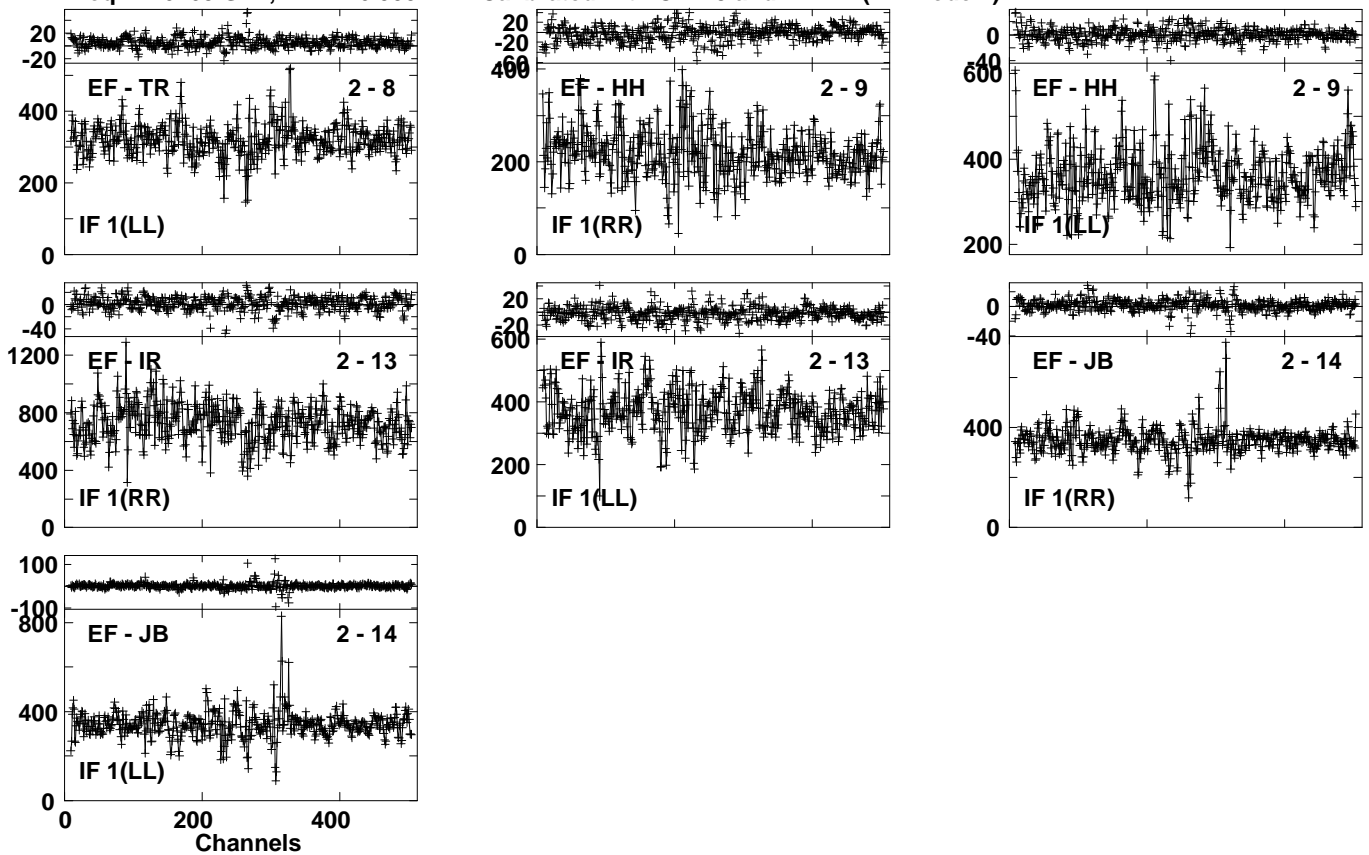 20
-20
EF - TR 2 - 8
400
200
IF 1(LL)
0
20
-20
-60
400
EF - HH 2 - 9
200
IF 1(RR)
0
0
-40
600
EF - HH 2 - 9
400
IF 1(LL)
200
0
-40
1200
EF - IR 2 - 13
800
400
IF 1(RR)
0
20
-20
600
EF - IR 2 - 13
400
200
IF 1(LL)
0
0
-40
EF - JB 2 - 14
400
IF 1(RR)
0
100
-100
800
EF - JB 2 - 14
400
IF 1(LL)
0
0 200 400
Channels